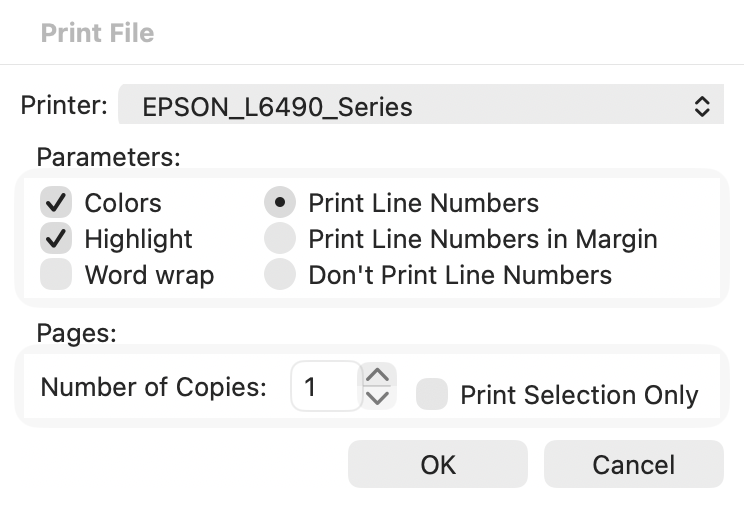 Print File
Printer: EPSON_L6490_Series
Parameters:
Colors Print Line Numbers
Highlight Print Line Numbers in Margin
Word wrap Don't Print Line Numbers
Pages:
Number of Copies: 1 Print Selection Only
OK Cancel